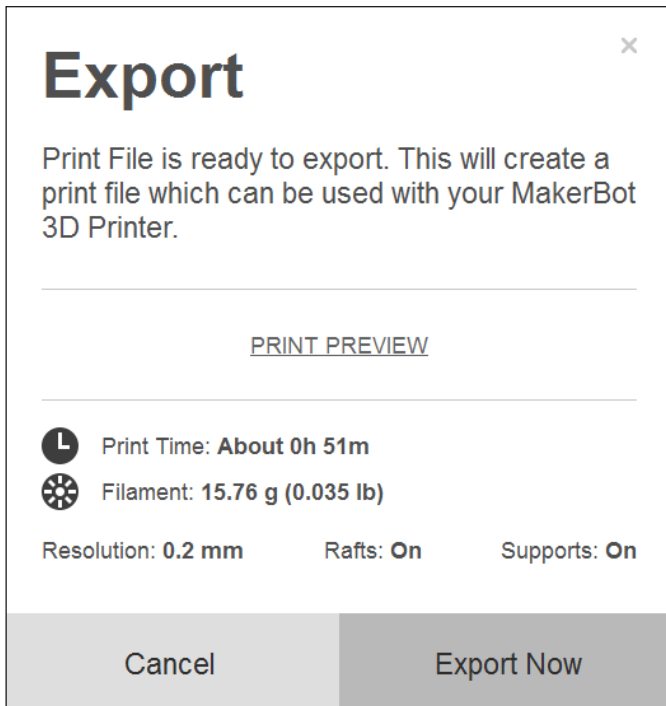 Export
Print File is ready to export. This will create a
print file which can be used with your MakerBot
3D Printer.
PRINT PREVIEW
Print Time: About 0h 51m
Filament: 15.76 g (0.035 lb)
Resolution: 0.2 mm Rafts: On Supports: On
Cancel Export Now